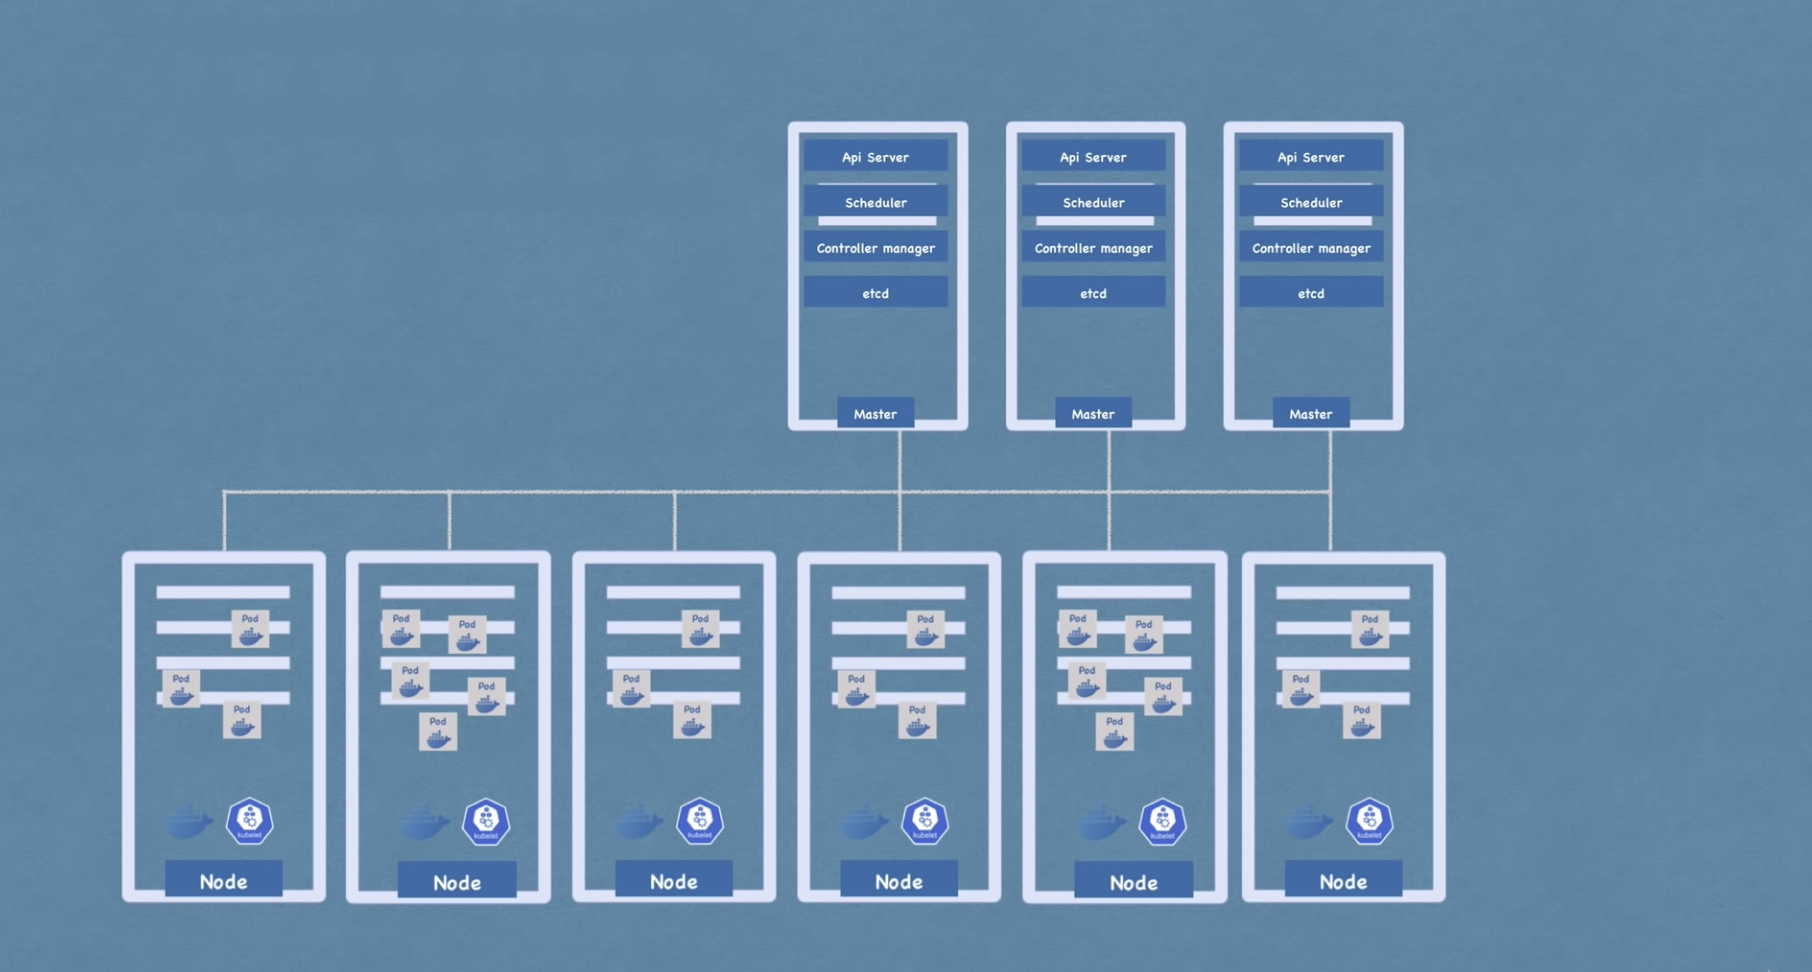 Api Server
Scheduler
Controller manager
etcd
Master
Api Server
Scheduler
Controller manager
etcd
Master
Api Server
Scheduler
Controller manager
etcd
Master
Pod
Pod
Pod
kubelet
Node
Pod
Pod
Pod
Pod
Pod
kubelet
Node
Pod
Pod
Pod
kubelet
Node
Pod
Pod
Pod
kubelet
Node
Pod
Pod
Pod
Pod
Pod
kubelet
Node
Pod
Pod
Pod
kubelet
Node